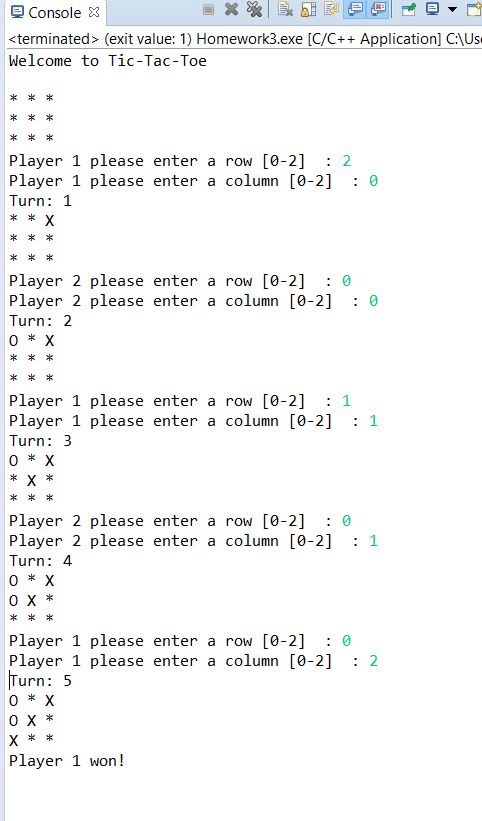 Console
<terminated> (exit value: 1) Homework3.exe [C/C++ Application] C:\Use
Welcome to Tic-Tac-Toe
* * *
* * *
* * *
Player 1 please enter a row [0-2]  : 2
Player 1 please enter a column [0-2]  : 0
Turn: 1
* * X
* * *
* * *
Player 2 please enter a row [0-2]  : 0
Player 2 please enter a column [0-2]  : 0
Turn: 2
O * X
* * *
* * *
Player 1 please enter a row [0-2]  : 1
Player 1 please enter a column [0-2]  : 1
Turn: 3
O * X
* X *
* * *
Player 2 please enter a row [0-2]  : 0
Player 2 please enter a column [0-2]  : 1
Turn: 4
O * X
O X *
* * *
Player 1 please enter a row [0-2]  : 0
Player 1 please enter a column [0-2]  : 2
Turn: 5
O * X
O X *
X * *
Player 1 won!